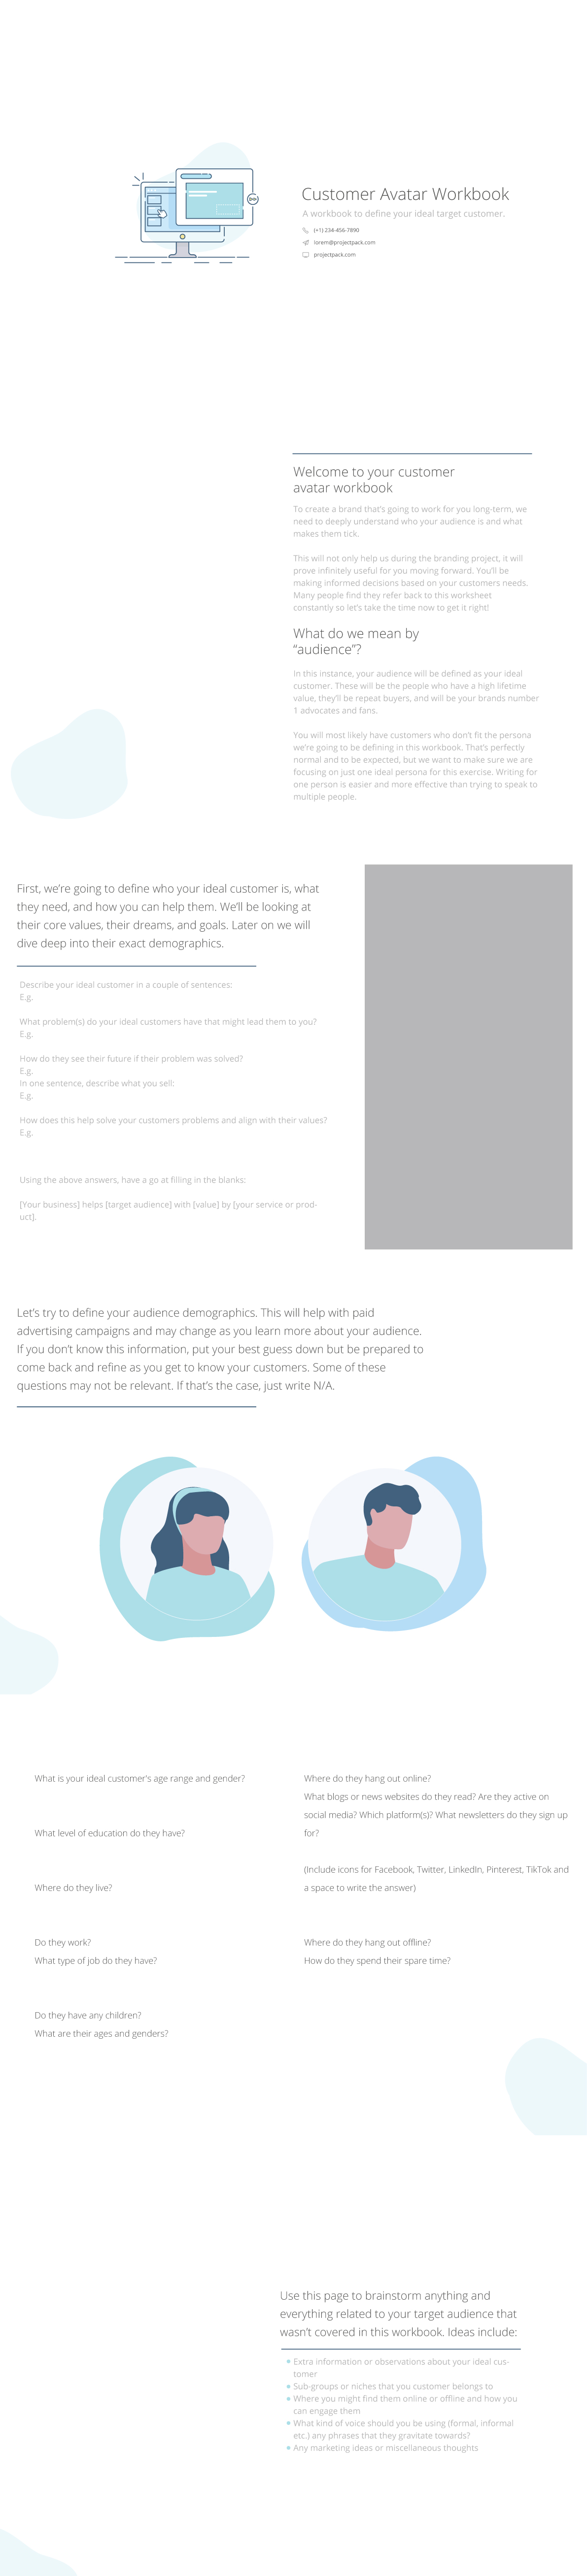 Customer Avatar Workbook
A workbook to define your ideal target customer.
(+1) 234-456-7890
lorem@projectpack.com
projectpack.com
Welcome to your customer
avatar workbook
To create a brand that's going to work for you long-term, we
need to deeply understand who your audience is and what
makes them tick.
This will not only help us during the branding project, it will
prove infinitely useful for you moving forward. You'll be
making informed decisions based on your customers needs.
Many people find they refer back to this worksheet
constantly so let's take the time now to get it right!
What do we mean by
“audience”?
In this instance, your audience will be defined as your ideal
customer. These will be the people who have a high lifetime
value, they'll be repeat buyers, and will be your brands number
1 advocates and fans.
You will most likely have customers who don't fit the persona
we're going to be defining in this workbook. That's perfectly
normal and to be expected, but we want to make sure we are
focusing on just one ideal persona for this exercise. Writing for
one person is easier and more effective than trying to speak to
multiple people.
First, we're going to define who your ideal customer is, what
they need, and how you can help them. We'll be looking at
their core values, their dreams, and goals. Later on we will
dive deep into their exact demographics.
Describe your ideal customer in a couple of sentences:
E.g.
What problem(s) do your ideal customers have that might lead them to you?
E.g.
How do they see their future if their problem was solved?
E.g.
In one sentence, describe what you sell:
E.g.
How does this help solve your customers problems and align with their values?
E.g.
Using the above answers, have a go at filling in the blanks:
[Your business] helps [target audience] with [value] by [your service or prod-
uct].
Let's try to define your audience demographics. This will help with paid
advertising campaigns and may change as you learn more about your audience.
If you don't know this information, put your best guess down but be prepared to
come back and refine as you get to know your customers. Some of these
questions may not be relevant. If that's the case, just write N/A.
What is your ideal customer's age range and gender?
What level of education do they have?
Where do they live?
Do they work?
What type of job do they have?
Do they have any children?
What are their ages and genders?
Where do they hang out online?
What blogs or news websites do they read? Are they active on
social media? Which platform(s)? What newsletters do they sign up
for?
(Include icons for Facebook, Twitter, LinkedIn, Pinterest, TikTok and
a space to write the answer)
Where do they hang out offline?
How do they spend their spare time?
Use this page to brainstorm anything and
everything related to your target audience that
wasn't covered in this workbook. Ideas include:
Extra information or observations about your ideal cus-
tomer
Sub-groups or niches that you customer belongs to
Where you might find them online or offline and how you
can engage them
What kind of voice should you be using (formal, informal
etc.) any phrases that they gravitate towards?
Any marketing ideas or miscellaneous thoughts